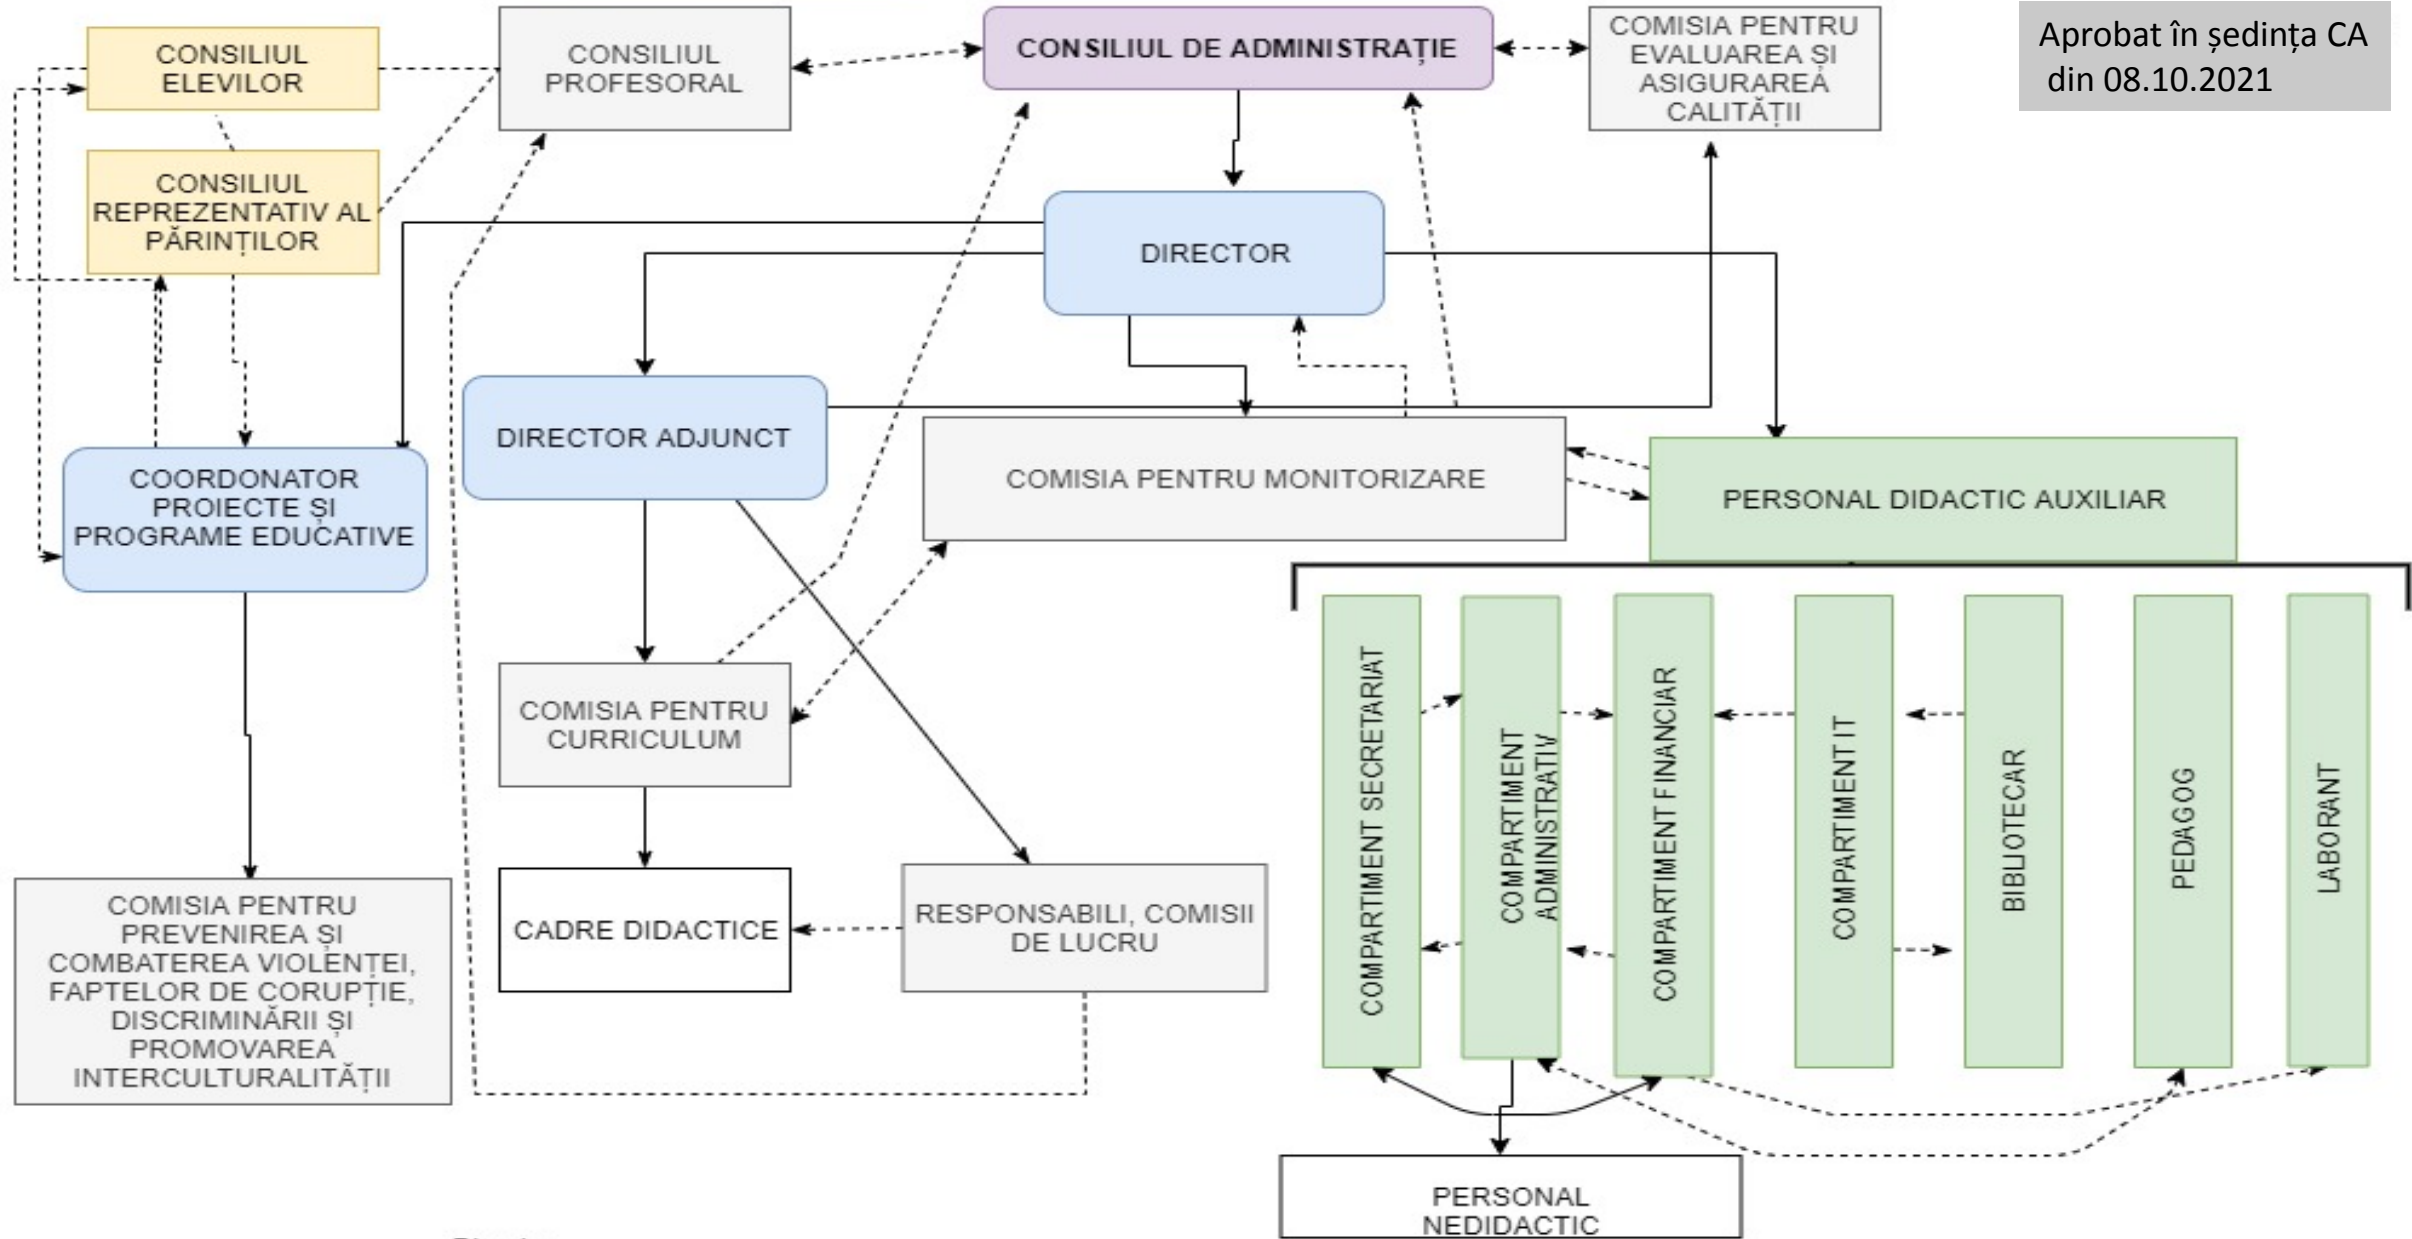 CONSILIUL
ELEVILOR
CONSILIUL
PROFESORAL
CONSILIUL DE ADMINISTRAȚIE
COMISIA PENTRU
EVALUAREA ȘI
ASIGURAREA
CALITĂȚII
Aprobat în ședința CA
din 08.10.2021
CONSILIUL
REPREZENTATIV AL
PĂRINȚILOR
DIRECTOR
DIRECTOR ADJUNCT
COORDONATOR
PROIECTE ȘI
PROGRAME EDUCATIVE
COMISIA PENTRU MONITORIZARE
PERSONAL DIDACTIC AUXILIAR
COMISIA PENTRU
CURRICULUM
COMPARTIMENT SECRETARIAT
COMPARTIMENT
ADMINISTRATIV
COMPARTIMENT FINANCIAR
COMPARTIMENT IT
BIBLIOTECAR
PEDAGOG
LABORANT
COMISIA PENTRU
PREVENIREA ȘI
COMBATEREA VIOLENȚEI,
FAPTELOR DE CORUPȚIE,
DISCRIMINĂRII ȘI
PROMOVAREA
INTERCULTURALITĂȚII
CADRE DIDACTICE
RESPONSABILI, COMISII
DE LUCRU
PERSONAL
NEDIDACTIC